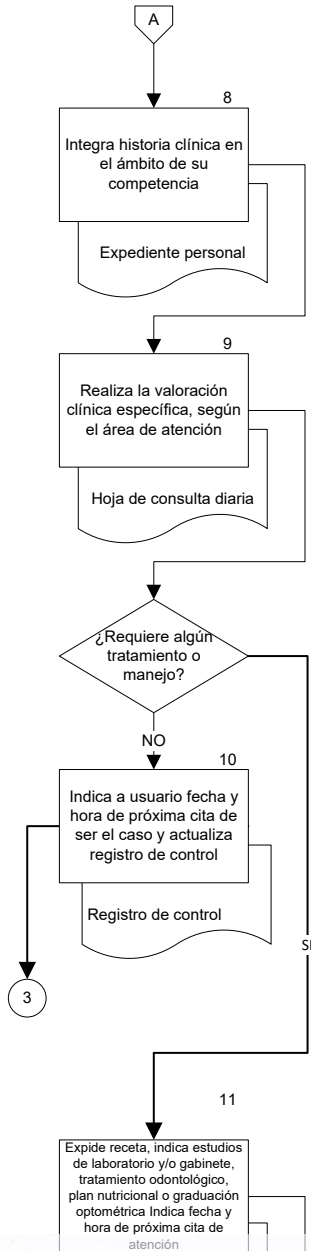 A
8
Integra historia clínica en
el ámbito de su
competencia
Expediente personal
9
Realiza la valoración
clínica específica, según
el área de atención
Hoja de consulta diaria
¿Requiere algún
tratamiento o
manejo?
NO
10
Indica a usuario fecha y
hora de próxima cita de
ser el caso y actualiza
registro de control
Registro de control
SI
3
11
Expide receta, indica estudios
de laboratorio y/o gabinete,
tratamiento odontológico,
plan nutricional o graduación
optométrica Indica fecha y
hora de próxima cita de
atención